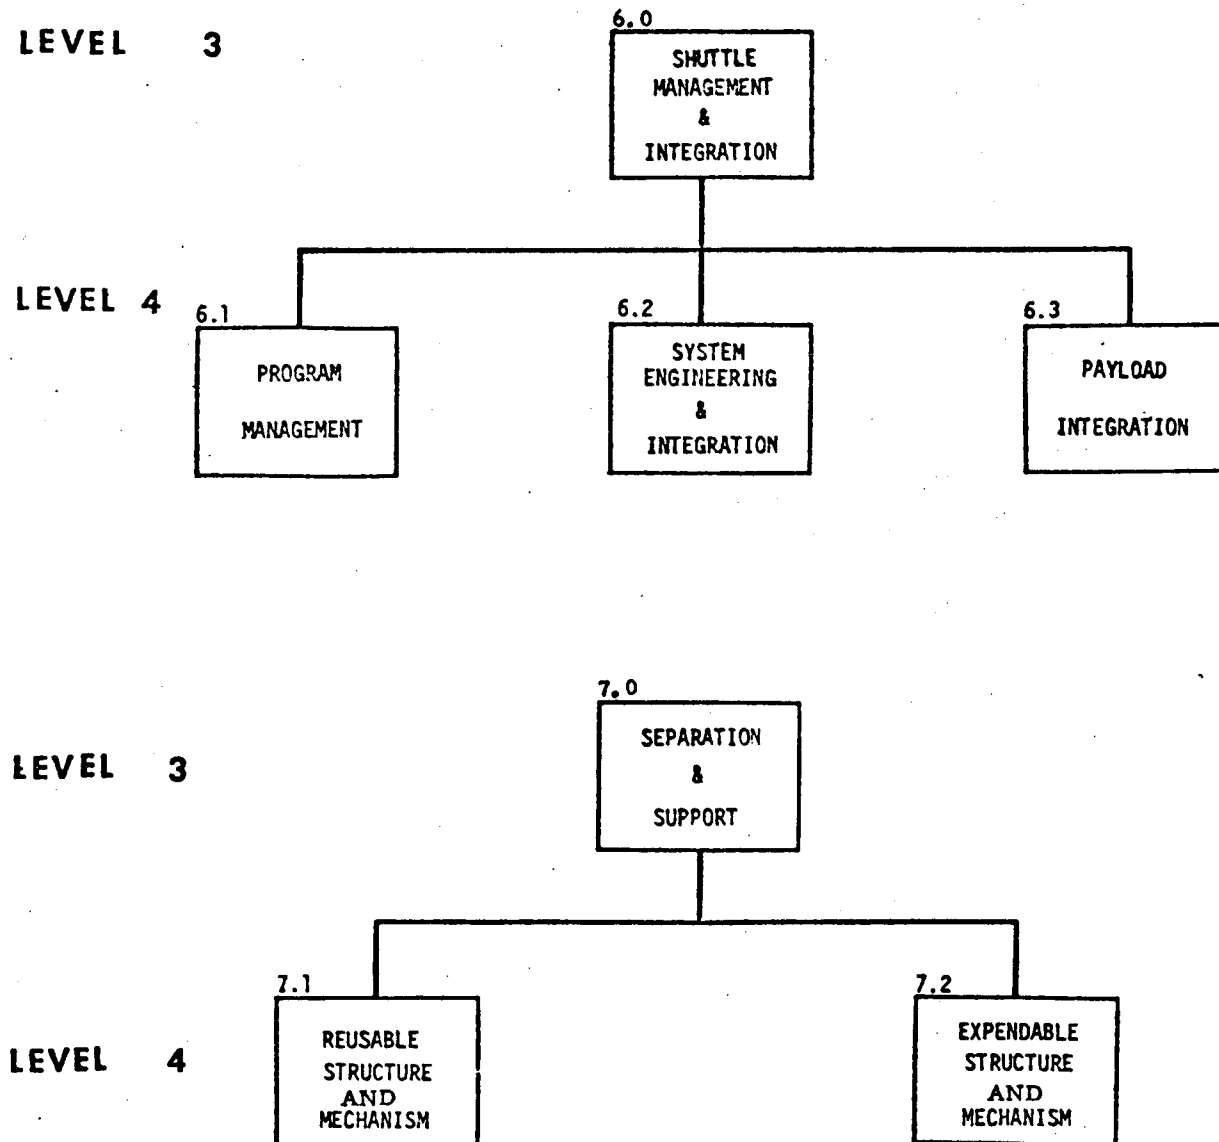 LEVEL 3
6.0
SHUTTLE
MANAGEMENT
&
INTEGRATION
LEVEL 4
6.1
PROGRAM
MANAGEMENT
6.2
SYSTEM
ENGINEERING
&
INTEGRATION
6.3
PAYLOAD
INTEGRATION
LEVEL 3
7.0
SEPARATION
&
SUPPORT
LEVEL 4
7.1
REUSABLE
STRUCTURE
AND
MECHANISM
7.2
EXPENDABLE
STRUCTURE
AND
MECHANISM